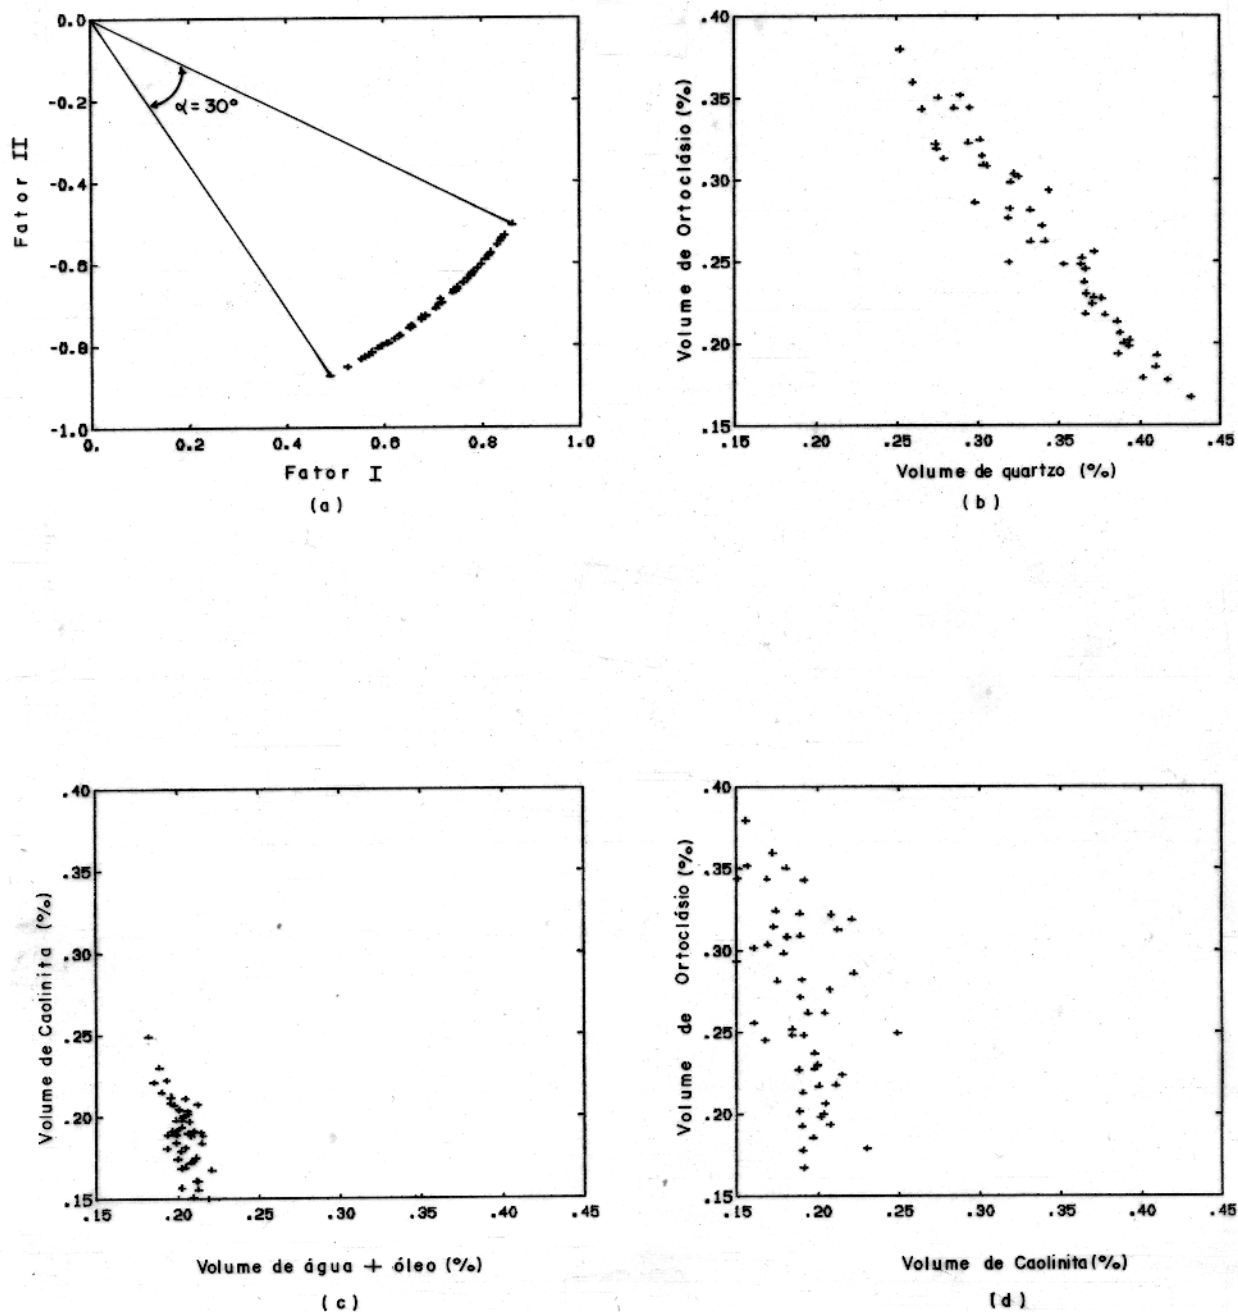 0.0
-0.2
-0.4
-0.6
-0.8
-1.0
Fator II
α = 30°
0. 0.2 0.4 0.6 0.8 1.0
Fator I
(a)
.40
.35
.30
.25
.20
.15
Volume de Ortoclásio (%)
.15 .20 .25 .30 .35 .40 .45
Volume de quartzo (%)
(b)
.40
.35
.30
.25
.20
.15
Volume de Caolinita (%)
.15 .20 .25 .30 .35 .40 .45
Volume de água + óleo (%)
(c)
.40
.35
.30
.25
.20
.15
Volume de Ortoclásio (%)
.15 .20 .25 .30 .35 .40 .45
Volume de Caolinita (%)
(d)